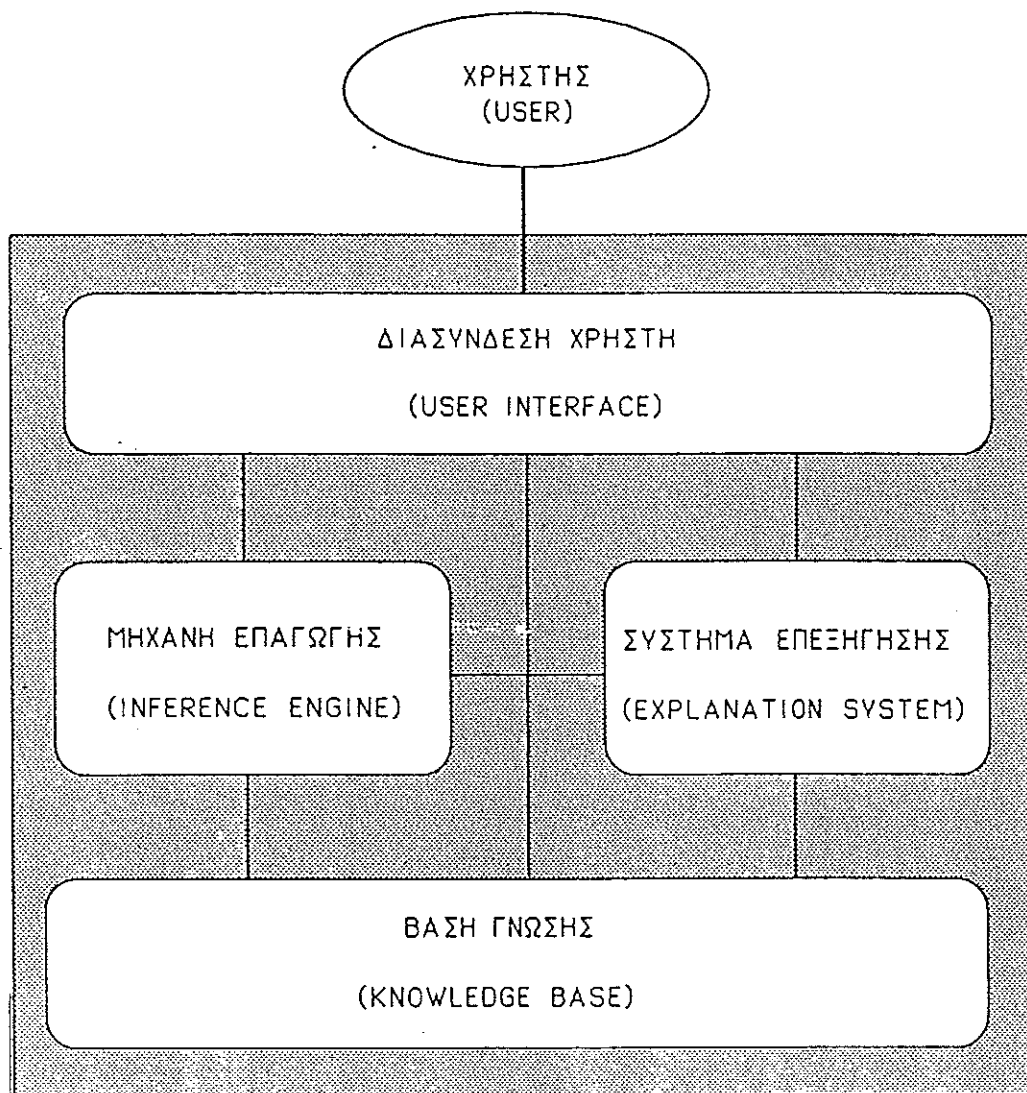 ΧΡΗΣΤΗΣ
(USER)
ΔΙΑΣΥΝΔΕΣΗ ΧΡΗΣΤΗ
(USER INTERFACE)
ΜΗΧΑΝΗ ΕΠΑΓΩΓΗΣ
(INFERENCE ENGINE)
ΣΥΣΤΗΜΑ ΕΠΕΞΗΓΗΣΗΣ
(EXPLANATION SYSTEM)
ΒΑΣΗ ΓΝΩΣΗΣ
(KNOWLEDGE BASE)